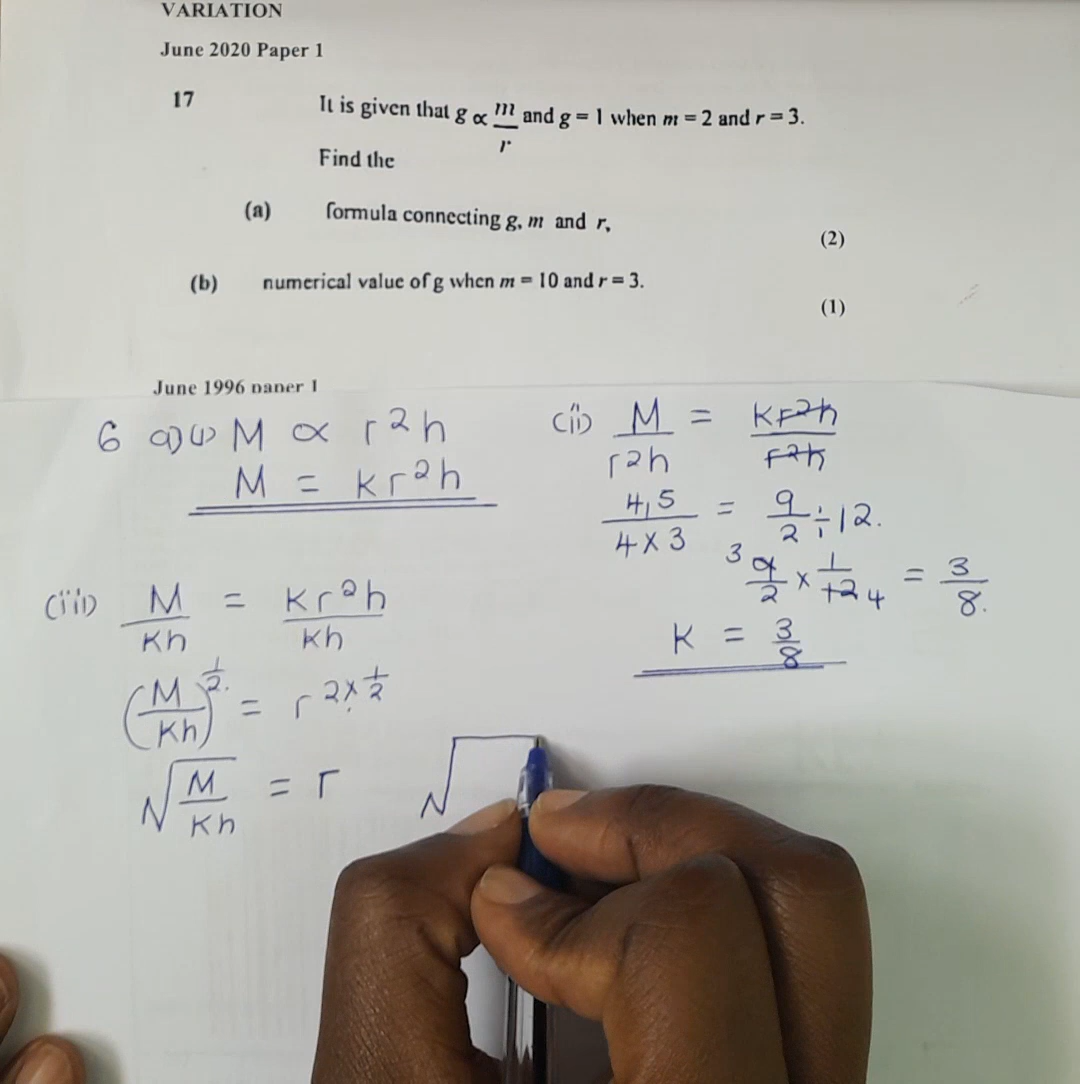 VARIATION
June 2020 Paper 1
17 It is given that g ∝ m/r and g = 1 when m = 2 and r = 3.
Find the
(a) formula connecting g, m and r,
(2)
(b) numerical value of g when m = 10 and r = 3.
(1)
June 1996 paper 1
6 a)(i) M ∝ r²h
M = kr²h
(ii) M/r²h = kr²h/r²h
4,5/4×3 = 9/2 ÷ 12.
3 9/2 × 1/12 4 = 3/8.
K = 3/8
(iii) M/Kh = Kr²h/Kh
(M/Kh)^1/2. = r^2×1/2
√M/Kh = r √